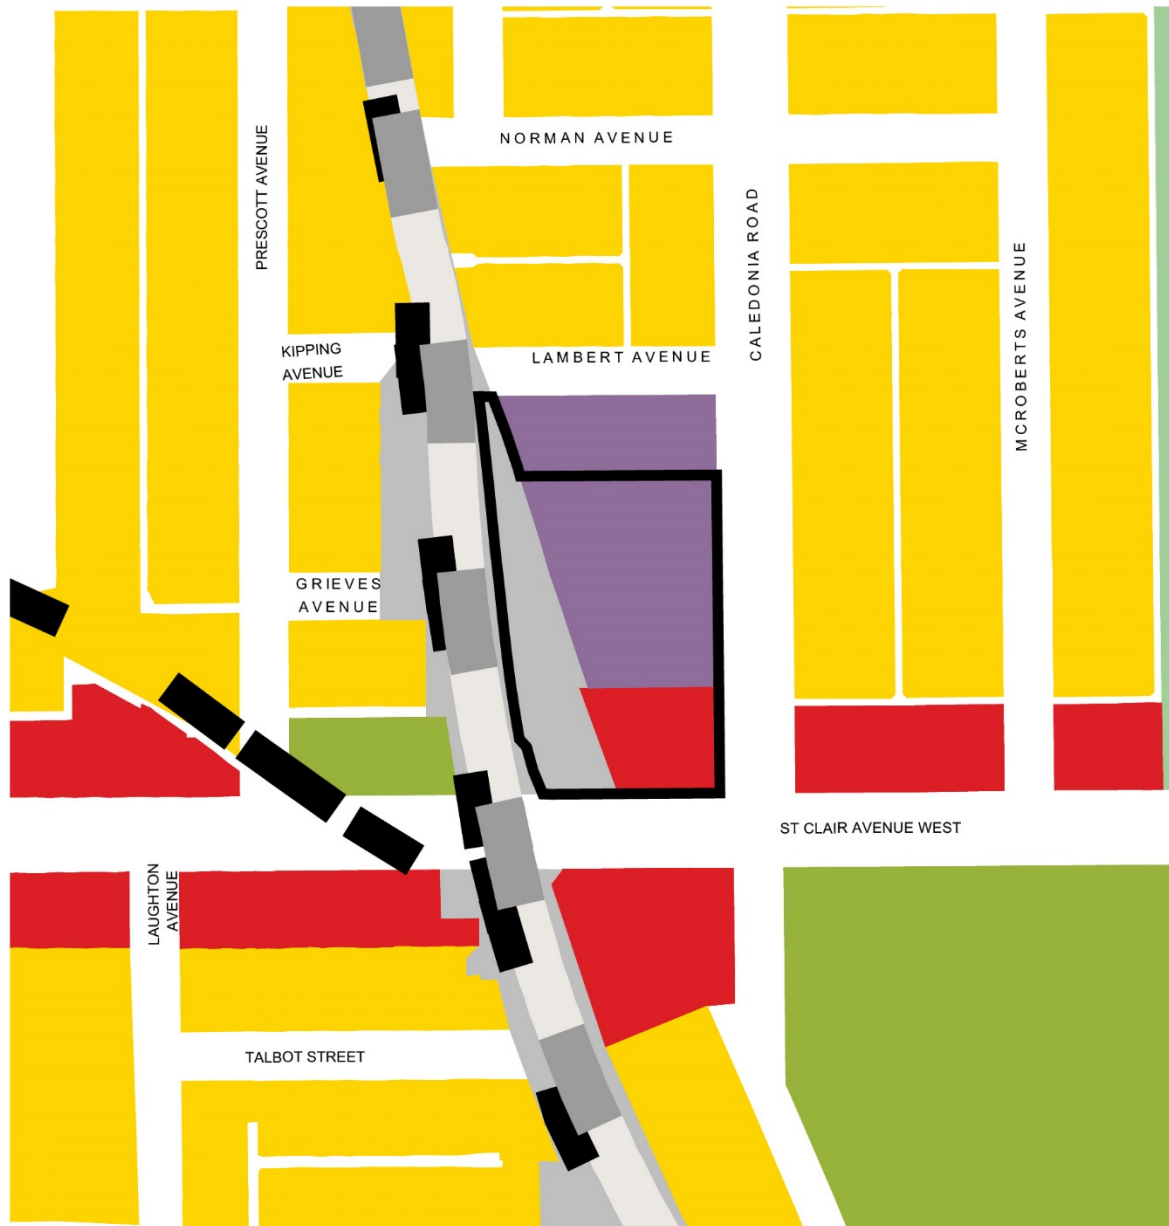 NORMAN AVENUE
PRESCOTT AVENUE
CALEDONIA ROAD
MCROBERTS AVENUE
KIPPING
AVENUE
LAMBERT AVENUE
GRIEVES
AVENUE
ST CLAIR AVENUE WEST
LAUGHTON
AVENUE
TALBOT STREET